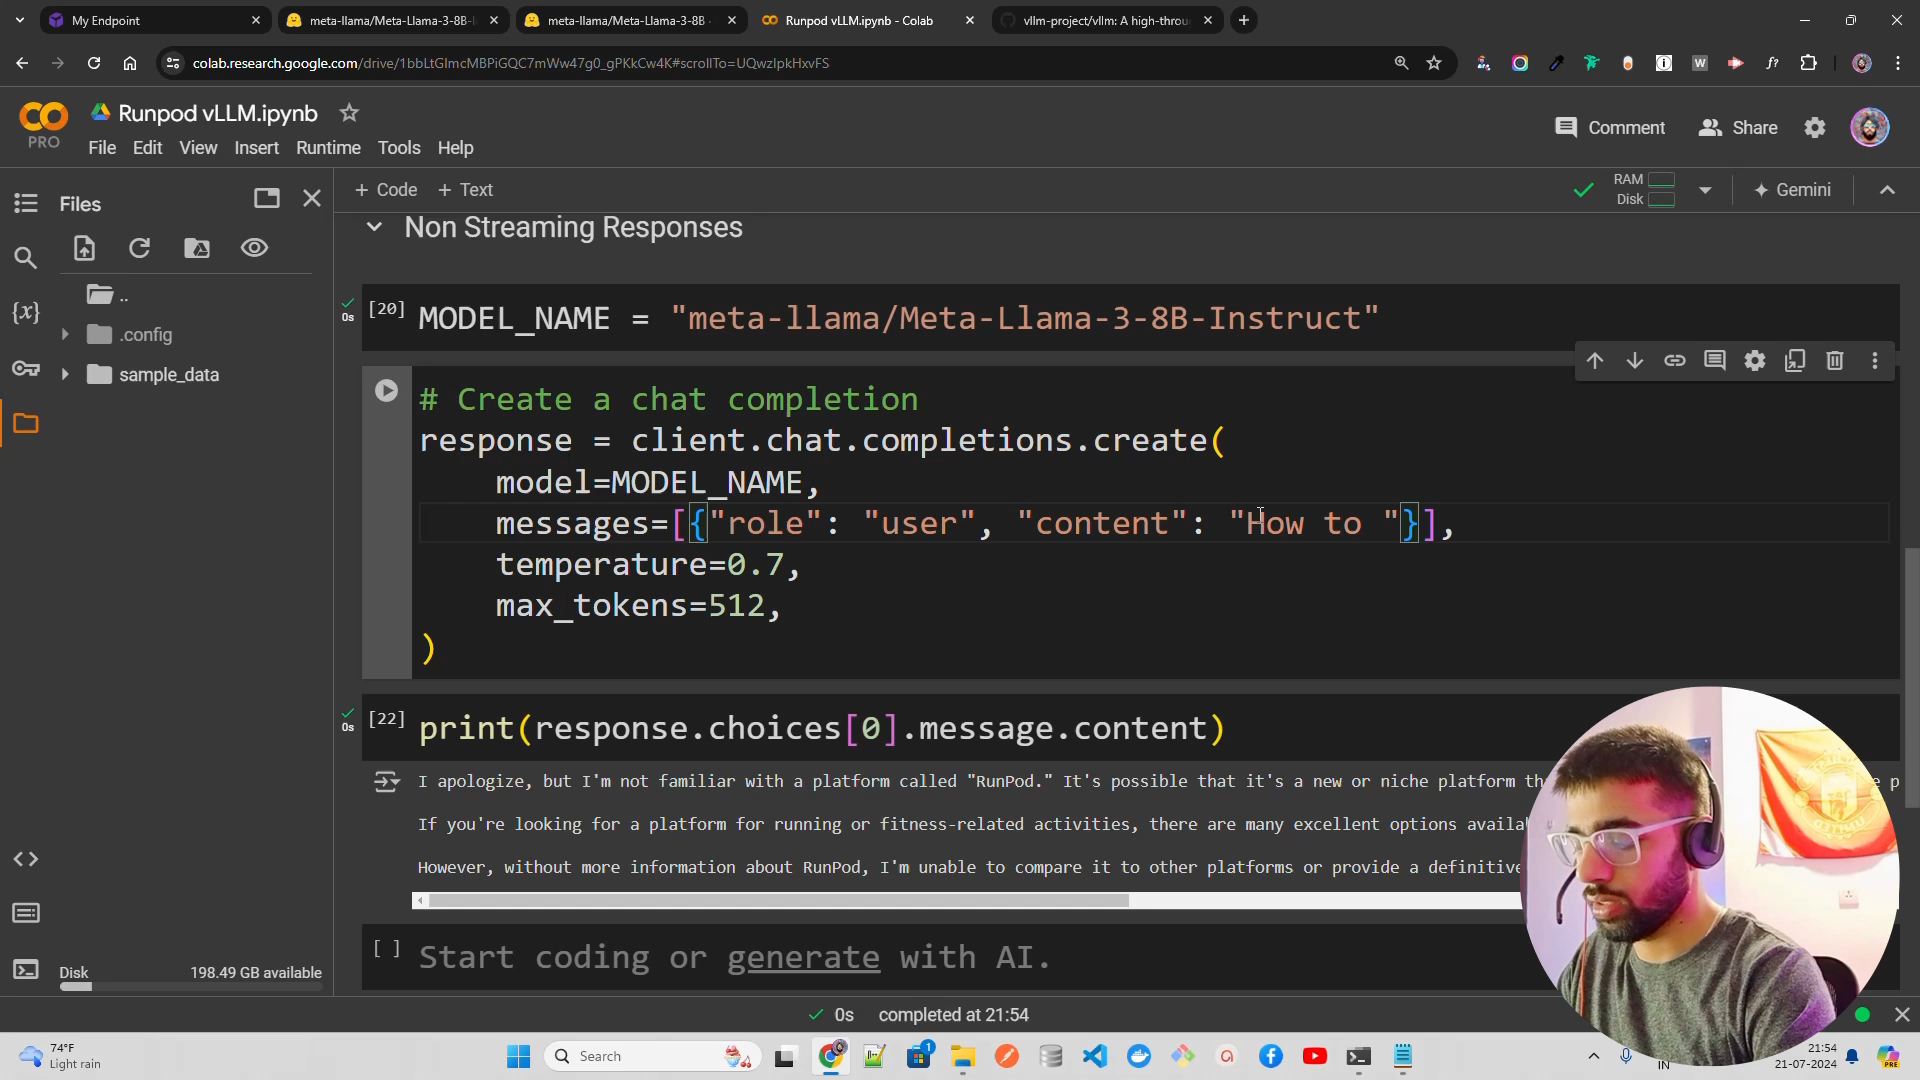 My Endpoint
meta-llama/Meta-Llama-3-8B-I
meta-llama/Meta-Llama-3-8B
Runpod vLLM.ipynb - Colab
vllm-project/vllm: A high-throu
colab.research.google.com/drive/1bbLtGImcMBPiGQC7mWw47g0_gPKkCw4K#scrollTo=UQwzIpkHxvFS
PRO
Runpod vLLM.ipynb
File Edit View Insert Runtime Tools Help
Comment
Share
Files
+ Code + Text
RAM
Disk
Gemini
..
.config
sample_data
Non Streaming Responses
[20] MODEL_NAME = "meta-llama/Meta-Llama-3-8B-Instruct"
0s
# Create a chat completion
response = client.chat.completions.create(
model=MODEL_NAME,
messages=[{"role": "user", "content": "How to "}],
temperature=0.7,
max_tokens=512,
)
[22] print(response.choices[0].message.content)
0s
I apologize, but I'm not familiar with a platform called "RunPod." It's possible that it's a new or niche platform
If you're looking for a platform for running or fitness-related activities, there are many excellent options
However, without more information about RunPod, I'm unable to compare it to other platforms or provide a definitive
[ ] Start coding or generate with AI.
Disk 198.49 GB available
0s completed at 21:54
74°F
Light rain
Search
1
IN
21:54
21-07-2024
PRE